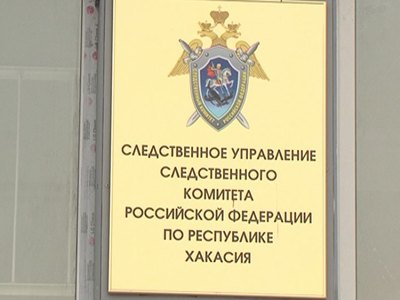 СЛЕДСТВЕННОЕ УПРАВЛЕНИЕ
СЛЕДСТВЕННОГО
КОМИТЕТА
РОССИЙСКОЙ ФЕДЕРАЦИИ
ПО РЕСПУБЛИКЕ
ХАКАСИЯ